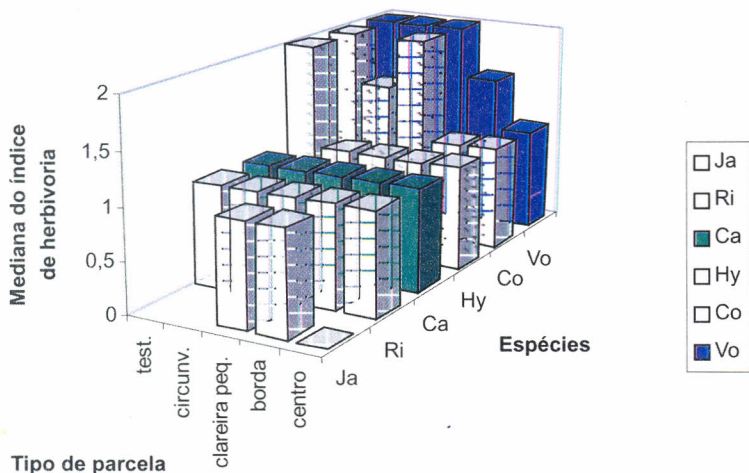 Mediana do índice
de herbivoria
2
1,5
1
0,5
0
test.
circunv.
clareira peq.
borda
centro
Tipo de parcela
Ja
Ri
Ca
Hy
Co
Vo
Espécies
Ja
Ri
Ca
Hy
Co
Vo